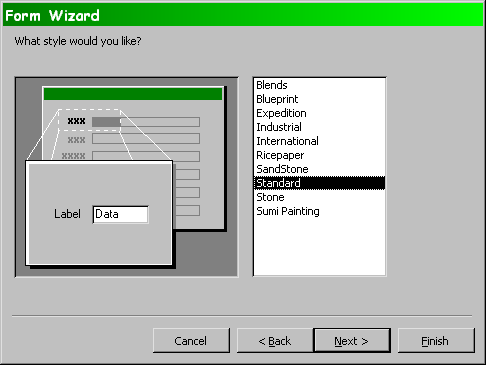 Form Wizard
What style would you like?
xxx
xxx
xxxx
Label Data
Blends
Blueprint
Expedition
Industrial
International
Ricepaper
SandStone
Standard
Stone
Sumi Painting
Cancel < Back Next > Finish